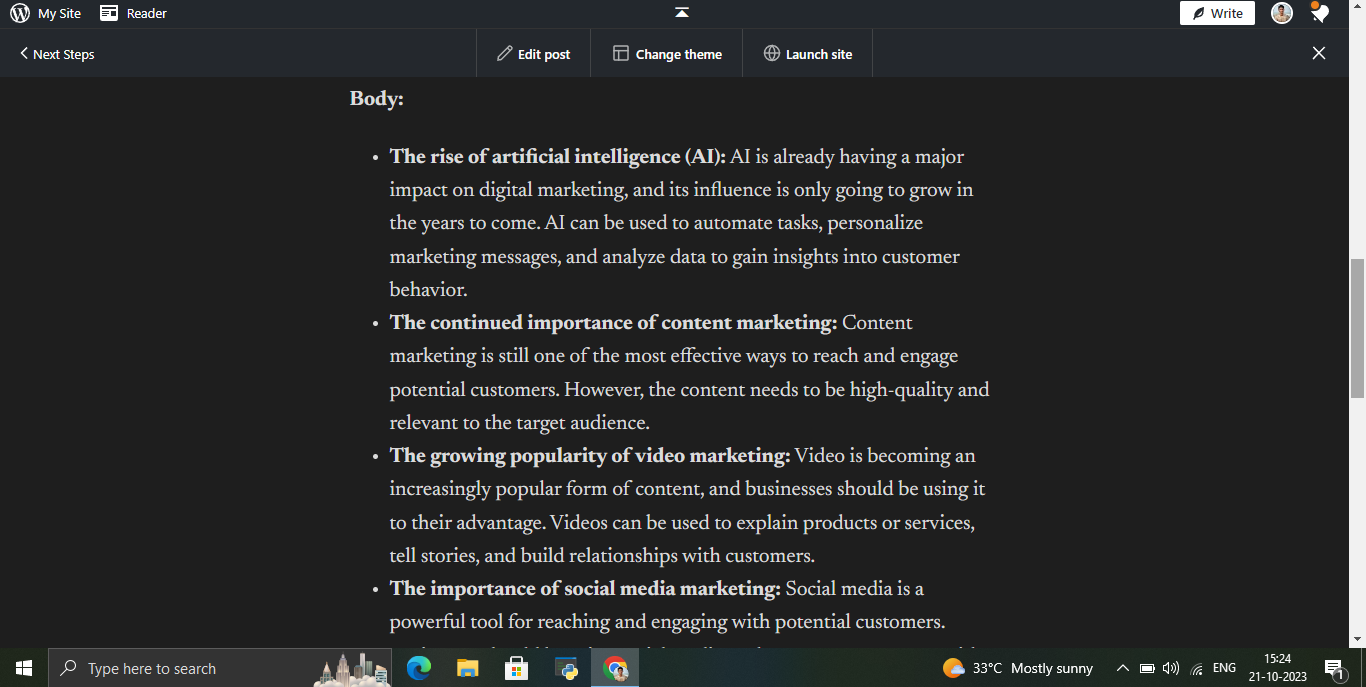 My Site Reader Write
Next Steps Edit post Change theme Launch site
Body:
• The rise of artificial intelligence (AI): AI is already having a major
impact on digital marketing, and its influence is only going to grow in
the years to come. AI can be used to automate tasks, personalize
marketing messages, and analyze data to gain insights into customer
behavior.
• The continued importance of content marketing: Content
marketing is still one of the most effective ways to reach and engage
potential customers. However, the content needs to be high-quality and
relevant to the target audience.
• The growing popularity of video marketing: Video is becoming an
increasingly popular form of content, and businesses should be using it
to their advantage. Videos can be used to explain products or services,
tell stories, and build relationships with customers.
• The importance of social media marketing: Social media is a
powerful tool for reaching and engaging with potential customers.
Type here to search
33°C Mostly sunny
ENG
15:24
21-10-2023
1